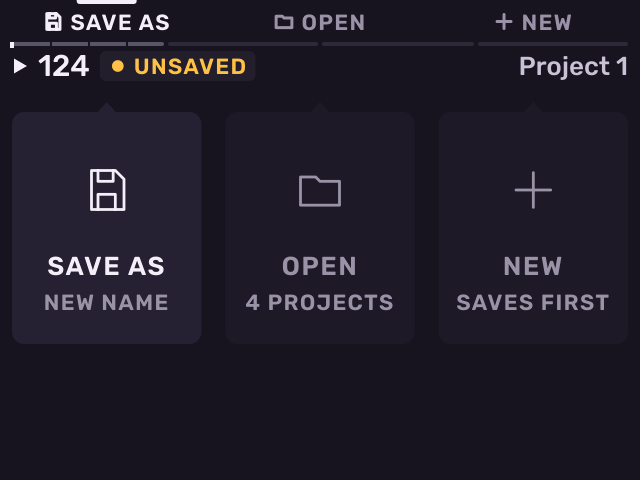 SAVE AS OPEN NEW
124 UNSAVED Project 1
SAVE AS OPEN NEW
NEW NAME 4 PROJECTS SAVES FIRST